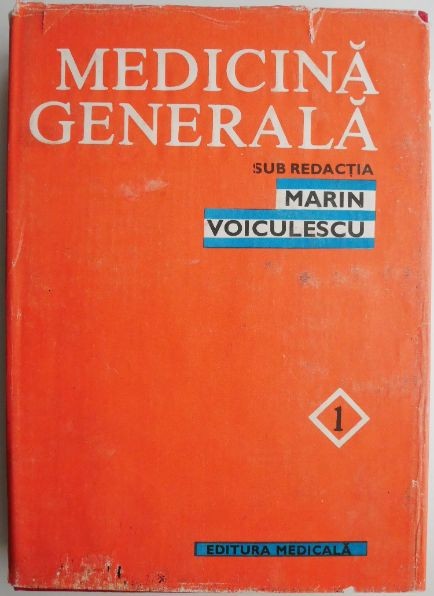 MEDICINĂ
GENERALĂ
SUB REDACȚIA
MARIN
VOICULESCU
1
EDITURA MEDICALĂ